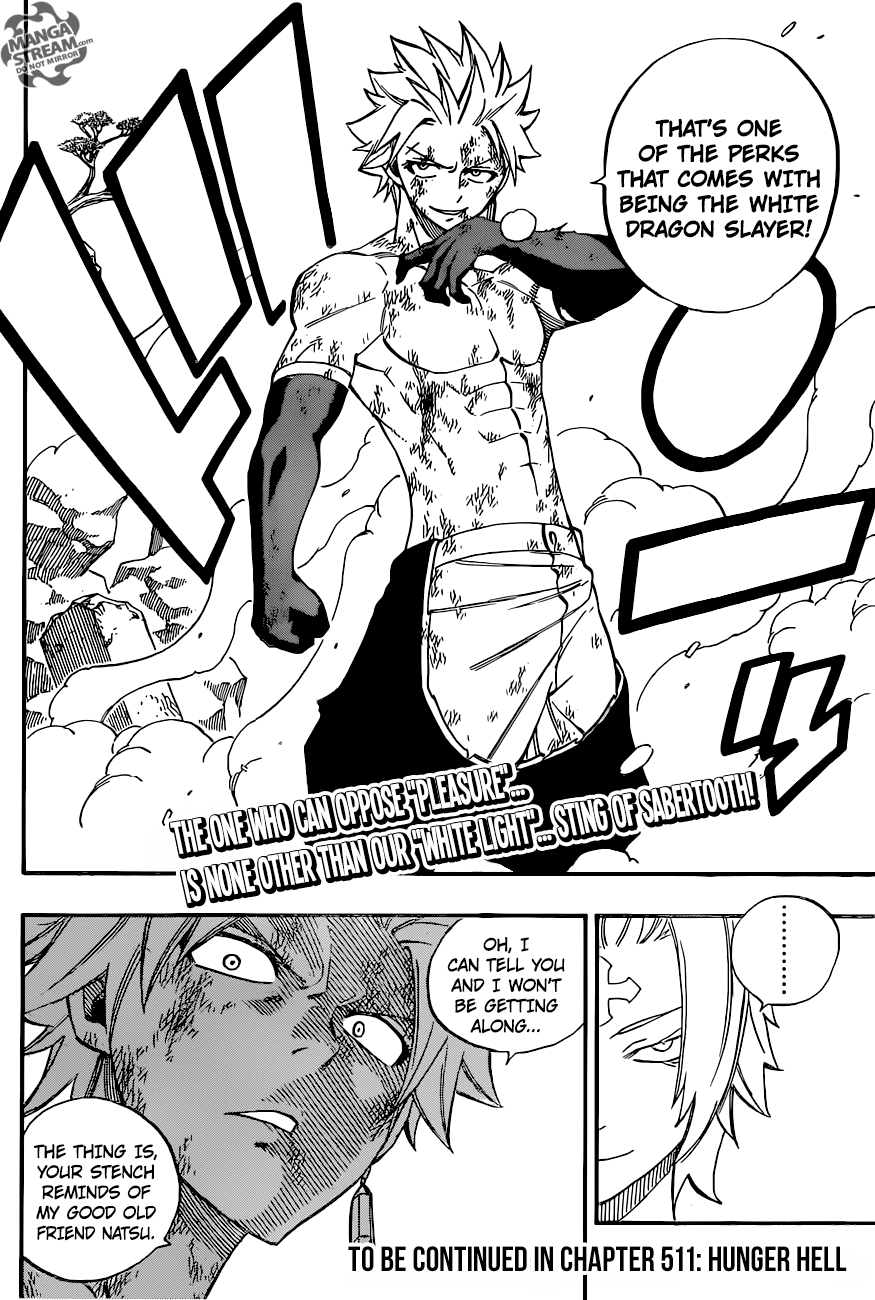 MANGA
STREAM.com
DO NOT MIRROR
THAT'S ONE
OF THE PERKS
THAT COMES WITH
BEING THE WHITE
DRAGON SLAYER!
THE ONE WHO CAN OPPOSE "PLEASURE"...
IS NONE OTHER THAN OUR "WHITE LIGHT"... STING OF SABERTOOTH!
OH, I
CAN TELL YOU
AND I WON'T
BE GETTING
ALONG...
THE THING IS,
YOUR STENCH
REMINDS OF
MY GOOD OLD
FRIEND NATSU.
TO BE CONTINUED IN CHAPTER 511: HUNGER HELL